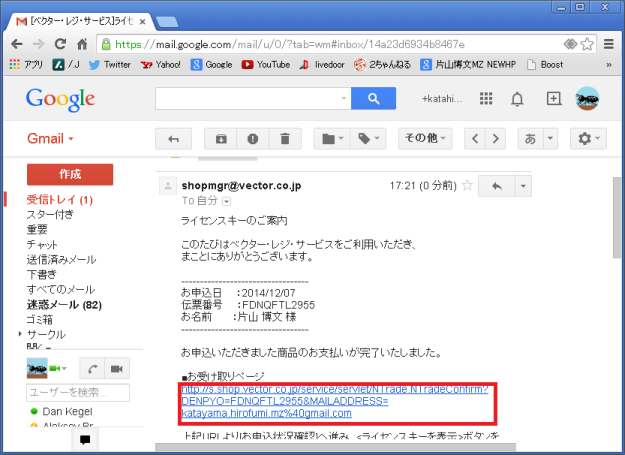 [ベクター・レジ・サービス]ライセ
https://mail.google.com/mail/u/0/?tab=wm#inbox/14a23d6934b8467e
アプリ /.J Twitter Yahoo! Google YouTube livedoor 2ちゃんねる 片山博文MZ NEWHP Boost »
Google +katahi...
Gmail その他 あ
作成
受信トレイ (1)
スター付き
重要
チャット
送信済みメール
下書き
すべてのメール
迷惑メール (82)
ゴミ箱
サークル
ユーザーを検索...
Dan Kegel
shopmgr@vector.co.jp 17:21 (0 分前)
To 自分
ライセンスキーのご案内
このたびはベクター・レジ・サービスをご利用いただき、
まことにありがとうございます。
----------------------------------
お申込日 :2014/12/07
伝票番号 :FDNQFTL2955
お名前 :片山 博文 様
----------------------------------
お申込いただきました商品のお支払いが完了いたしました。
■お受け取りページ
http://s.shop.vector.co.jp/service/servlet/NTrade.NTradeConfirm?
DENPYO=FDNQFTL2955&MAILADDRESS=
katayama.hirofumi.mz%40gmail.com
上記URLよりお申込状況確認へ進み、<ライセンスキーを表示>ボタンを